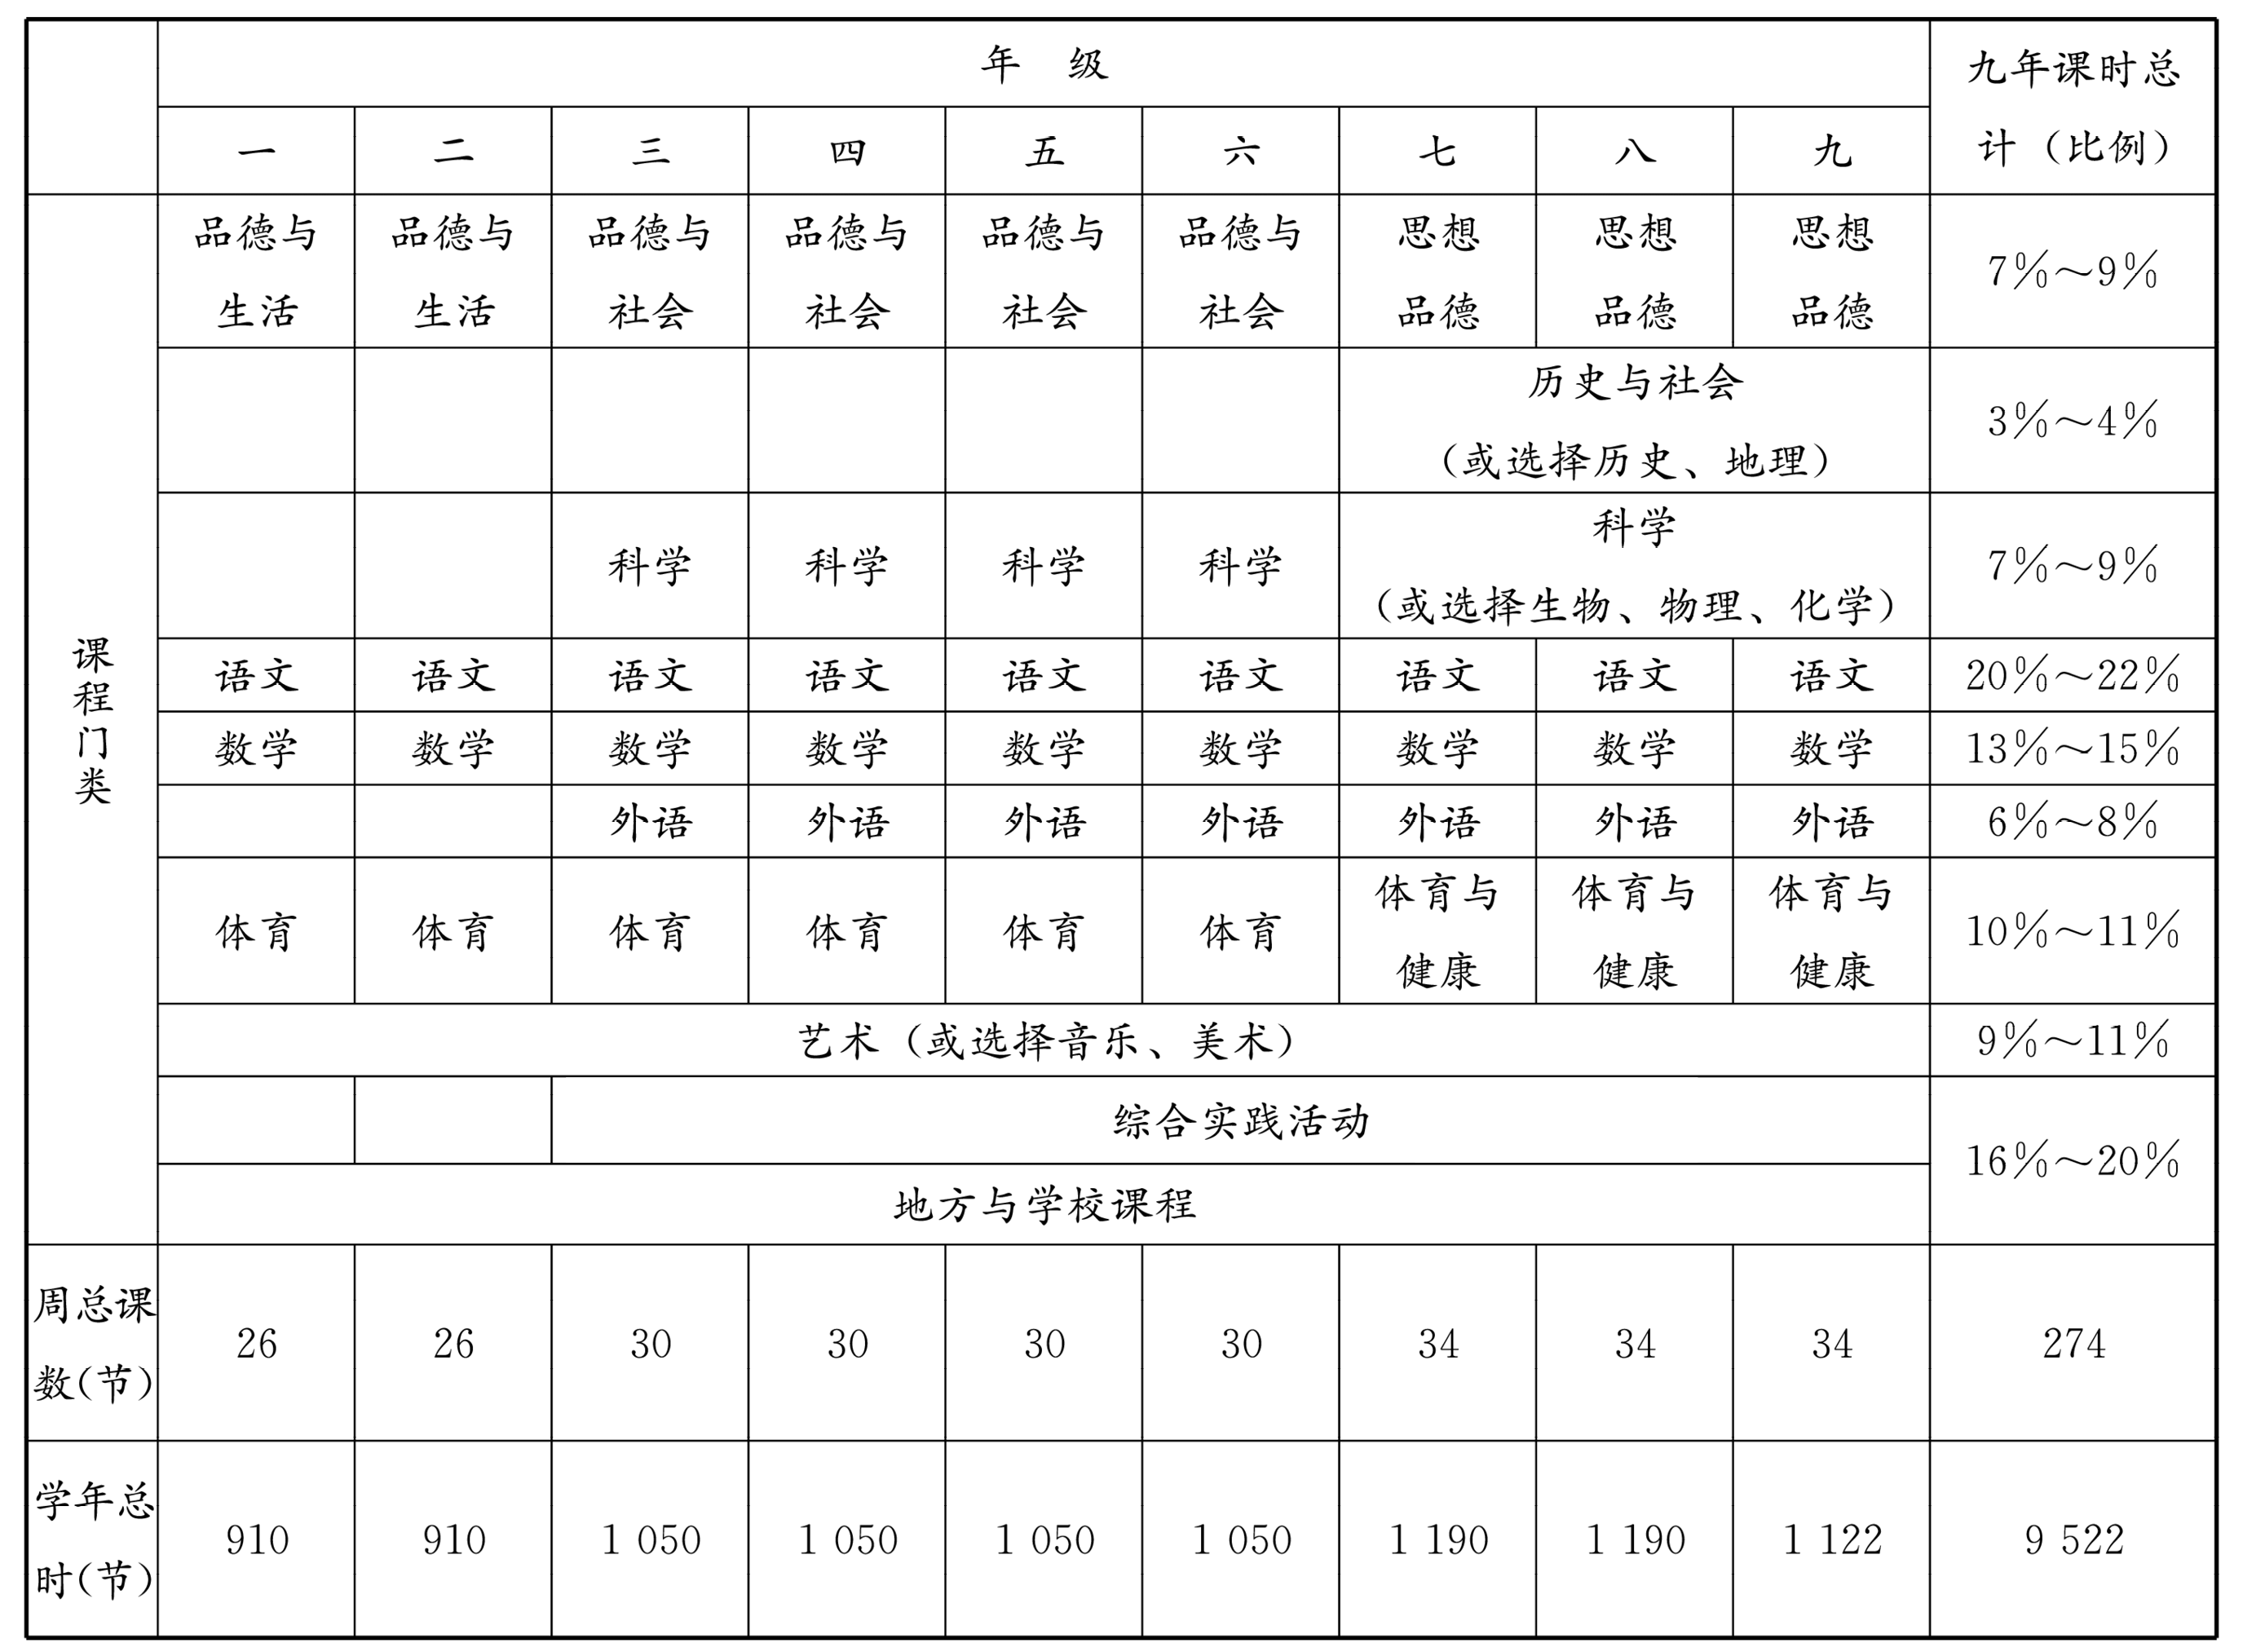 年 级 九年课时总计（比例）
一 二 三 四 五 六 七 八 九
课程门类
品德与生活 品德与生活 品德与社会 品德与社会 品德与社会 品德与社会 思想品德 思想品德 思想品德 7%～9%
历史与社会
（或选择历史、地理） 3%～4%
科学 科学 科学 科学 科学
（或选择生物、物理、化学） 7%～9%
语文 语文 语文 语文 语文 语文 语文 语文 语文 20%～22%
数学 数学 数学 数学 数学 数学 数学 数学 数学 13%～15%
外语 外语 外语 外语 外语 外语 外语 6%～8%
体育 体育 体育 体育 体育 体育 体育与健康 体育与健康 体育与健康 10%～11%
艺术（或选择音乐、美术） 9%～11%
综合实践活动 16%～20%
地方与学校课程
周总课数(节) 26 26 30 30 30 30 34 34 34 274
学年总时(节) 910 910 1 050 1 050 1 050 1 050 1 190 1 190 1 122 9 522